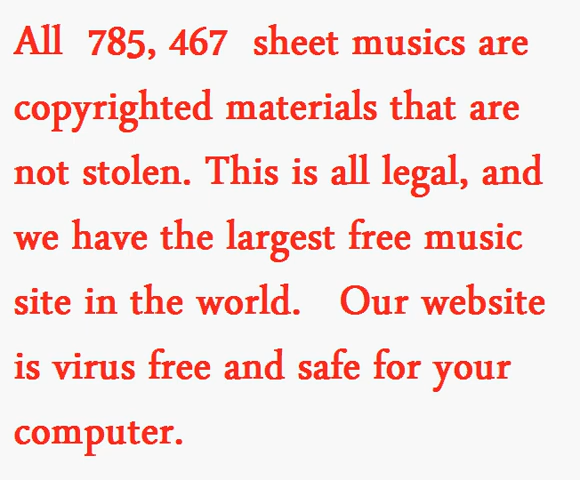 All  785, 467  sheet musics are
copyrighted materials that are
not stolen. This is all legal, and
we have the largest free music
site in the world.   Our website
is virus free and safe for your
computer.